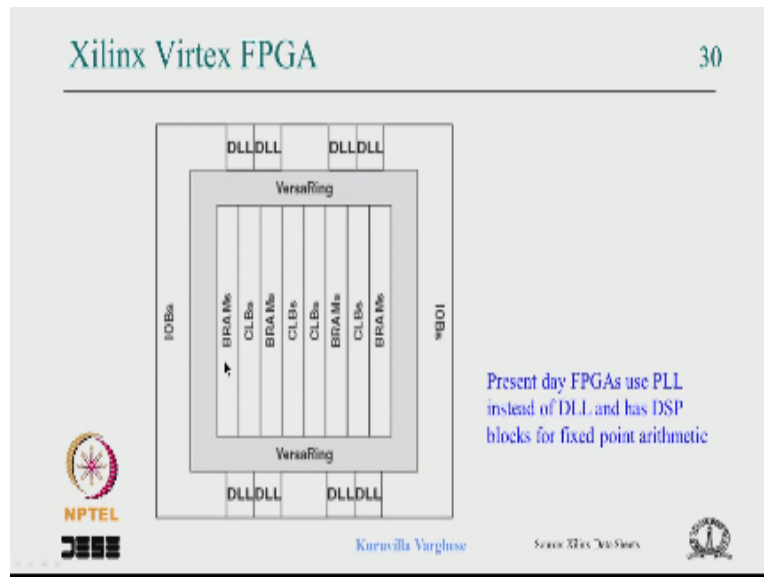 Xilinx Virtex FPGA
30
DLL DLL DLL DLL
VersaRing
IOBs BRAMs CLBs BRAMs CLBs CLBs BRAMs CLBs BRAMs IOBs
Present day FPGAs use PLL
instead of DLL and has DSP
blocks for fixed point arithmetic
VersaRing
DLL DLL DLL DLL
NPTEL
DESE
Kuruvilla Varghese
Source: Xilinx Data Sheets